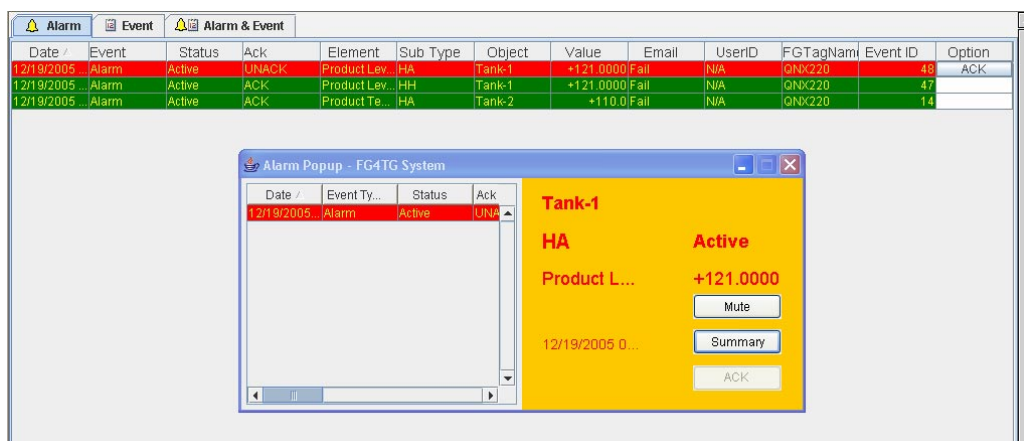 Alarm Event Alarm & Event
Date Event Status Ack Element Sub Type Object Value Email UserID FGTagName Event ID Option
12/19/2005 ... Alarm Active UNACK Product Lev... HA Tank-1 +121.0000 Fail N/A QNX220 48 ACK
12/19/2005 ... Alarm Active ACK Product Lev... HH Tank-1 +121.0000 Fail N/A QNX220 47
12/19/2005 ... Alarm Active ACK Product Te... HA Tank-2 +110.0 Fail N/A QNX220 14
Alarm Popup - FG4TG System
Date Event Ty... Status Ack
12/19/2005... Alarm Active UNA
Tank-1
HA Active
Product L... +121.0000
Mute
12/19/2005 0... Summary
ACK